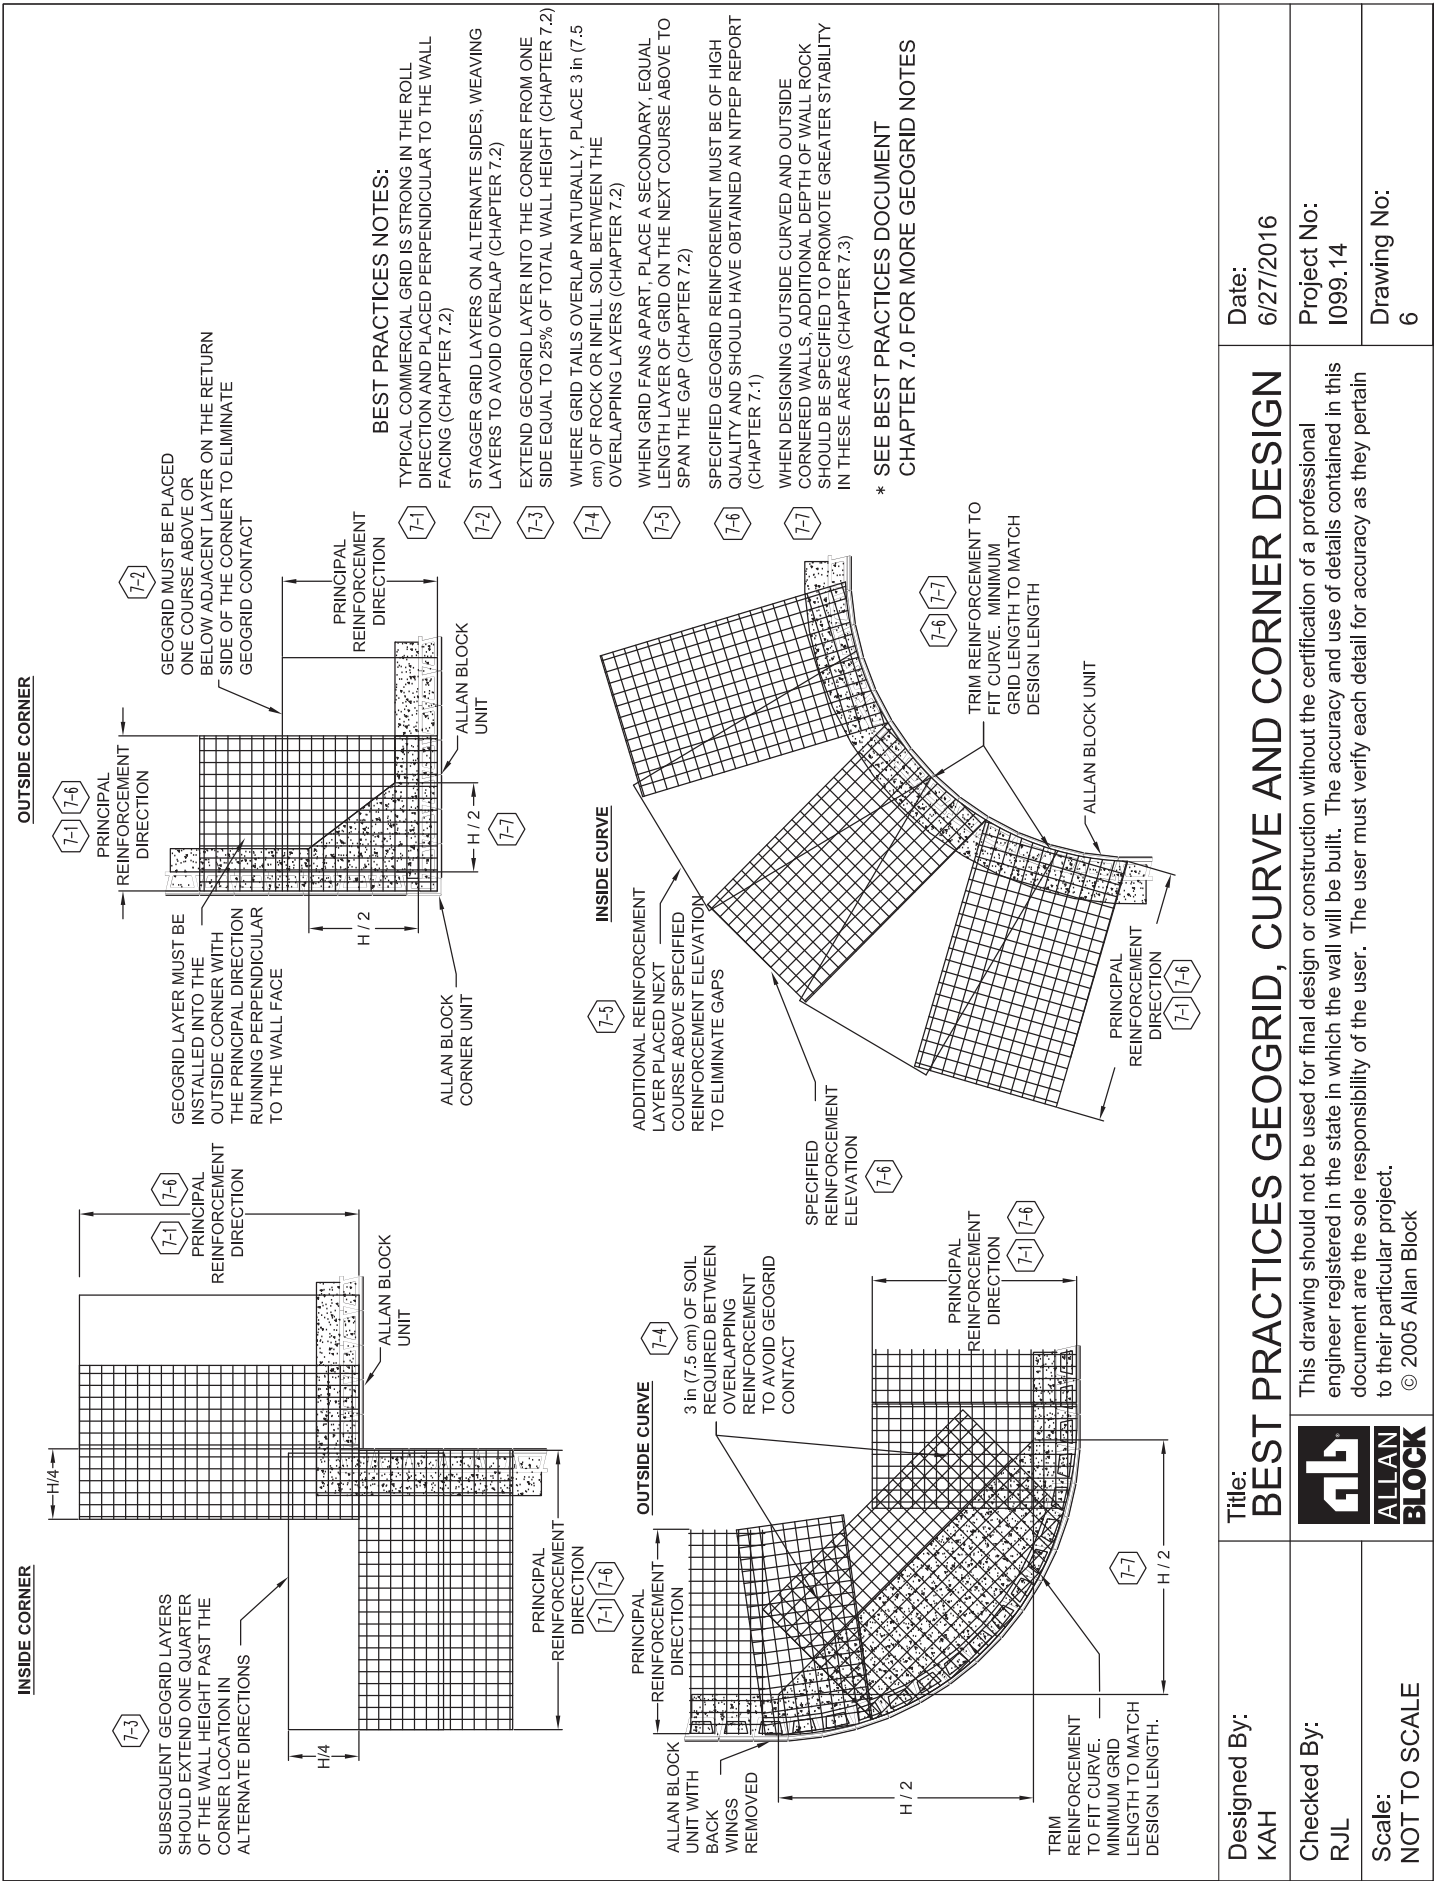 INSIDE CORNER
7-3
SUBSEQUENT GEOGRID LAYERS
SHOULD EXTEND ONE QUARTER
OF THE WALL HEIGHT PAST THE
CORNER LOCATION IN
ALTERNATE DIRECTIONS
H/4
H/4
7-1
7-6
PRINCIPAL
REINFORCEMENT
DIRECTION
ALLAN BLOCK
UNIT
PRINCIPAL
REINFORCEMENT
DIRECTION
7-1
7-6
OUTSIDE CORNER
GEOGRID LAYER MUST BE
INSTALLED INTO THE
OUTSIDE CORNER WITH
THE PRINCIPAL DIRECTION
RUNNING PERPENDICULAR
TO THE WALL FACE
7-1
7-6
PRINCIPAL
REINFORCEMENT
DIRECTION
7-2
GEOGRID MUST BE PLACED
ONE COURSE ABOVE OR
BELOW ADJACENT LAYER ON THE RETURN
SIDE OF THE CORNER TO ELIMINATE
GEOGRID CONTACT
PRINCIPAL
REINFORCEMENT
DIRECTION
H / 2
H / 2
7-7
ALLAN BLOCK
UNIT
ALLAN BLOCK
CORNER UNIT
OUTSIDE CURVE
PRINCIPAL
REINFORCEMENT
DIRECTION
7-4
3 in (7.5 cm) OF SOIL
REQUIRED BETWEEN
OVERLAPPING
REINFORCEMENT
TO AVOID GEOGRID
CONTACT
PRINCIPAL
REINFORCEMENT
DIRECTION
7-1
7-6
ALLAN BLOCK
UNIT WITH
BACK
WINGS
REMOVED
H / 2
H / 2
7-7
TRIM
REINFORCEMENT
TO FIT CURVE.
MINIMUM GRID
LENGTH TO MATCH
DESIGN LENGTH.
INSIDE CURVE
7-5
ADDITIONAL REINFORCEMENT
LAYER PLACED NEXT
COURSE ABOVE SPECIFIED
REINFORCEMENT ELEVATION
TO ELIMINATE GAPS
SPECIFIED
REINFORCEMENT
ELEVATION
7-6
7-6
7-7
TRIM REINFORCEMENT TO
FIT CURVE. MINIMUM
GRID LENGTH TO MATCH
DESIGN LENGTH
ALLAN BLOCK UNIT
PRINCIPAL
REINFORCEMENT
DIRECTION
7-1
7-6
BEST PRACTICES NOTES:
7-1
TYPICAL COMMERCIAL GRID IS STRONG IN THE ROLL
DIRECTION AND PLACED PERPENDICULAR TO THE WALL
FACING (CHAPTER 7.2)
7-2
STAGGER GRID LAYERS ON ALTERNATE SIDES, WEAVING
LAYERS TO AVOID OVERLAP (CHAPTER 7.2)
7-3
EXTEND GEOGRID LAYER INTO THE CORNER FROM ONE
SIDE EQUAL TO 25% OF TOTAL WALL HEIGHT (CHAPTER 7.2)
7-4
WHERE GRID TAILS OVERLAP NATURALLY, PLACE 3 in (7.5
cm) OF ROCK OR INFILL SOIL BETWEEN THE
OVERLAPPING LAYERS (CHAPTER 7.2)
7-5
WHEN GRID FANS APART, PLACE A SECONDARY, EQUAL
LENGTH LAYER OF GRID ON THE NEXT COURSE ABOVE TO
SPAN THE GAP (CHAPTER 7.2)
7-6
SPECIFIED GEOGRID REINFOREMENT MUST BE OF HIGH
QUALITY AND SHOULD HAVE OBTAINED AN NTPEP REPORT
(CHAPTER 7.1)
7-7
WHEN DESIGNING OUTSIDE CURVED AND OUTSIDE
CORNERED WALLS, ADDITIONAL DEPTH OF WALL ROCK
SHOULD BE SPECIFIED TO PROMOTE GREATER STABILITY
IN THESE AREAS (CHAPTER 7.3)
* SEE BEST PRACTICES DOCUMENT
CHAPTER 7.0 FOR MORE GEOGRID NOTES
Designed By:
KAH
Checked By:
RJL
Scale:
NOT TO SCALE
Title:
BEST PRACTICES GEOGRID, CURVE AND CORNER DESIGN
ALLAN
BLOCK
This drawing should not be used for final design or construction without the certification of a professional
engineer registered in the state in which the wall will be built. The accuracy and use of details contained in this
document are the sole responsibility of the user. The user must verify each detail for accuracy as they pertain
to their particular project.
© 2005 Allan Block
Date:
6/27/2016
Project No:
I099.14
Drawing No:
6